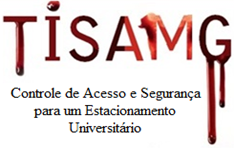 TISAMG
Controle de Acesso e Segurança
para um Estacionamento
Universitário